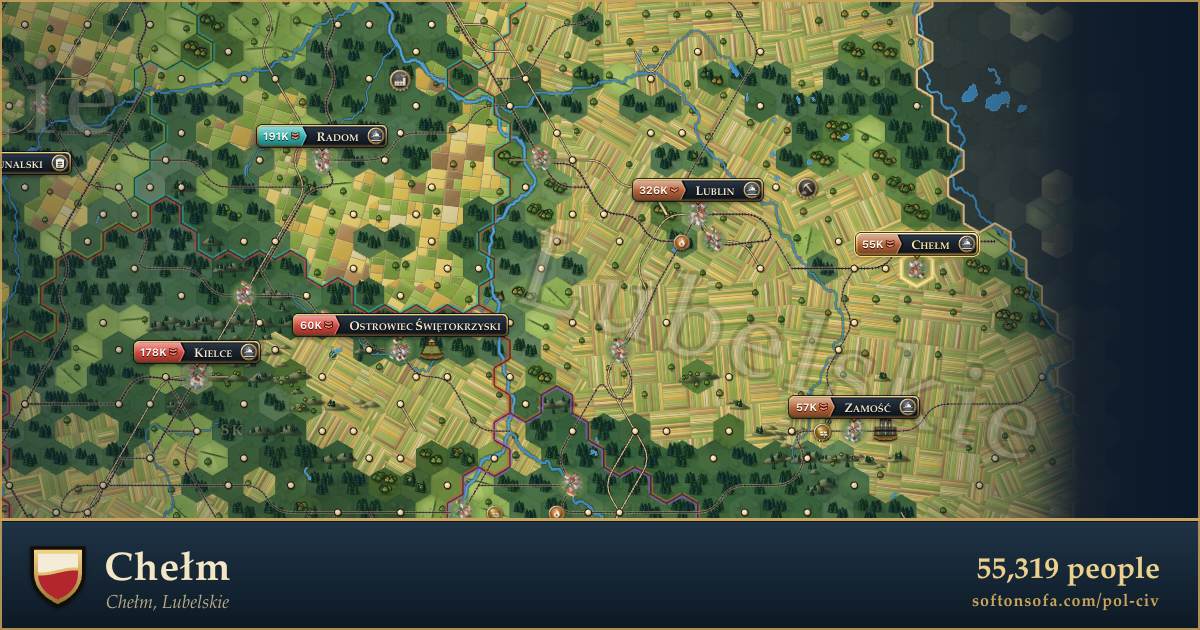 191K RADOM
UNALSKI
326K LUBLIN
55K CHEŁM
Lubelskie
60K OSTROWIEC ŚWIĘTOKRZYSKI
178K KIELCE
57K ZAMOŚĆ
SK
Chełm
Chełm, Lubelskie
55,319 people
softonsofa.com/pol-civ